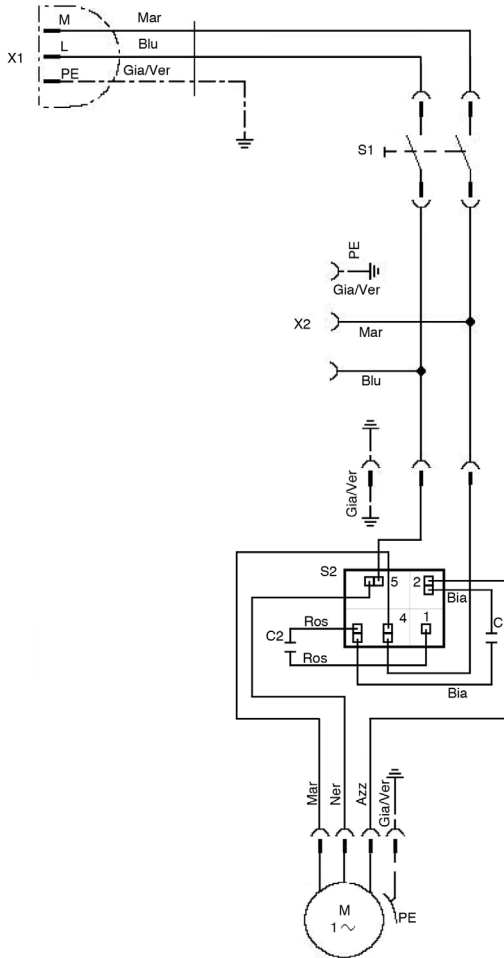 M Mar
L Blu
X1
PE Gia/Ver
S1
PE
Gia/Ver
X2
Mar
Blu
Gia/Ver
S2
5 2
Bia
Ros 4 1
C2 C
Ros
Bia
Mar Ner Azz Gia/Ver
M
1∼
PE